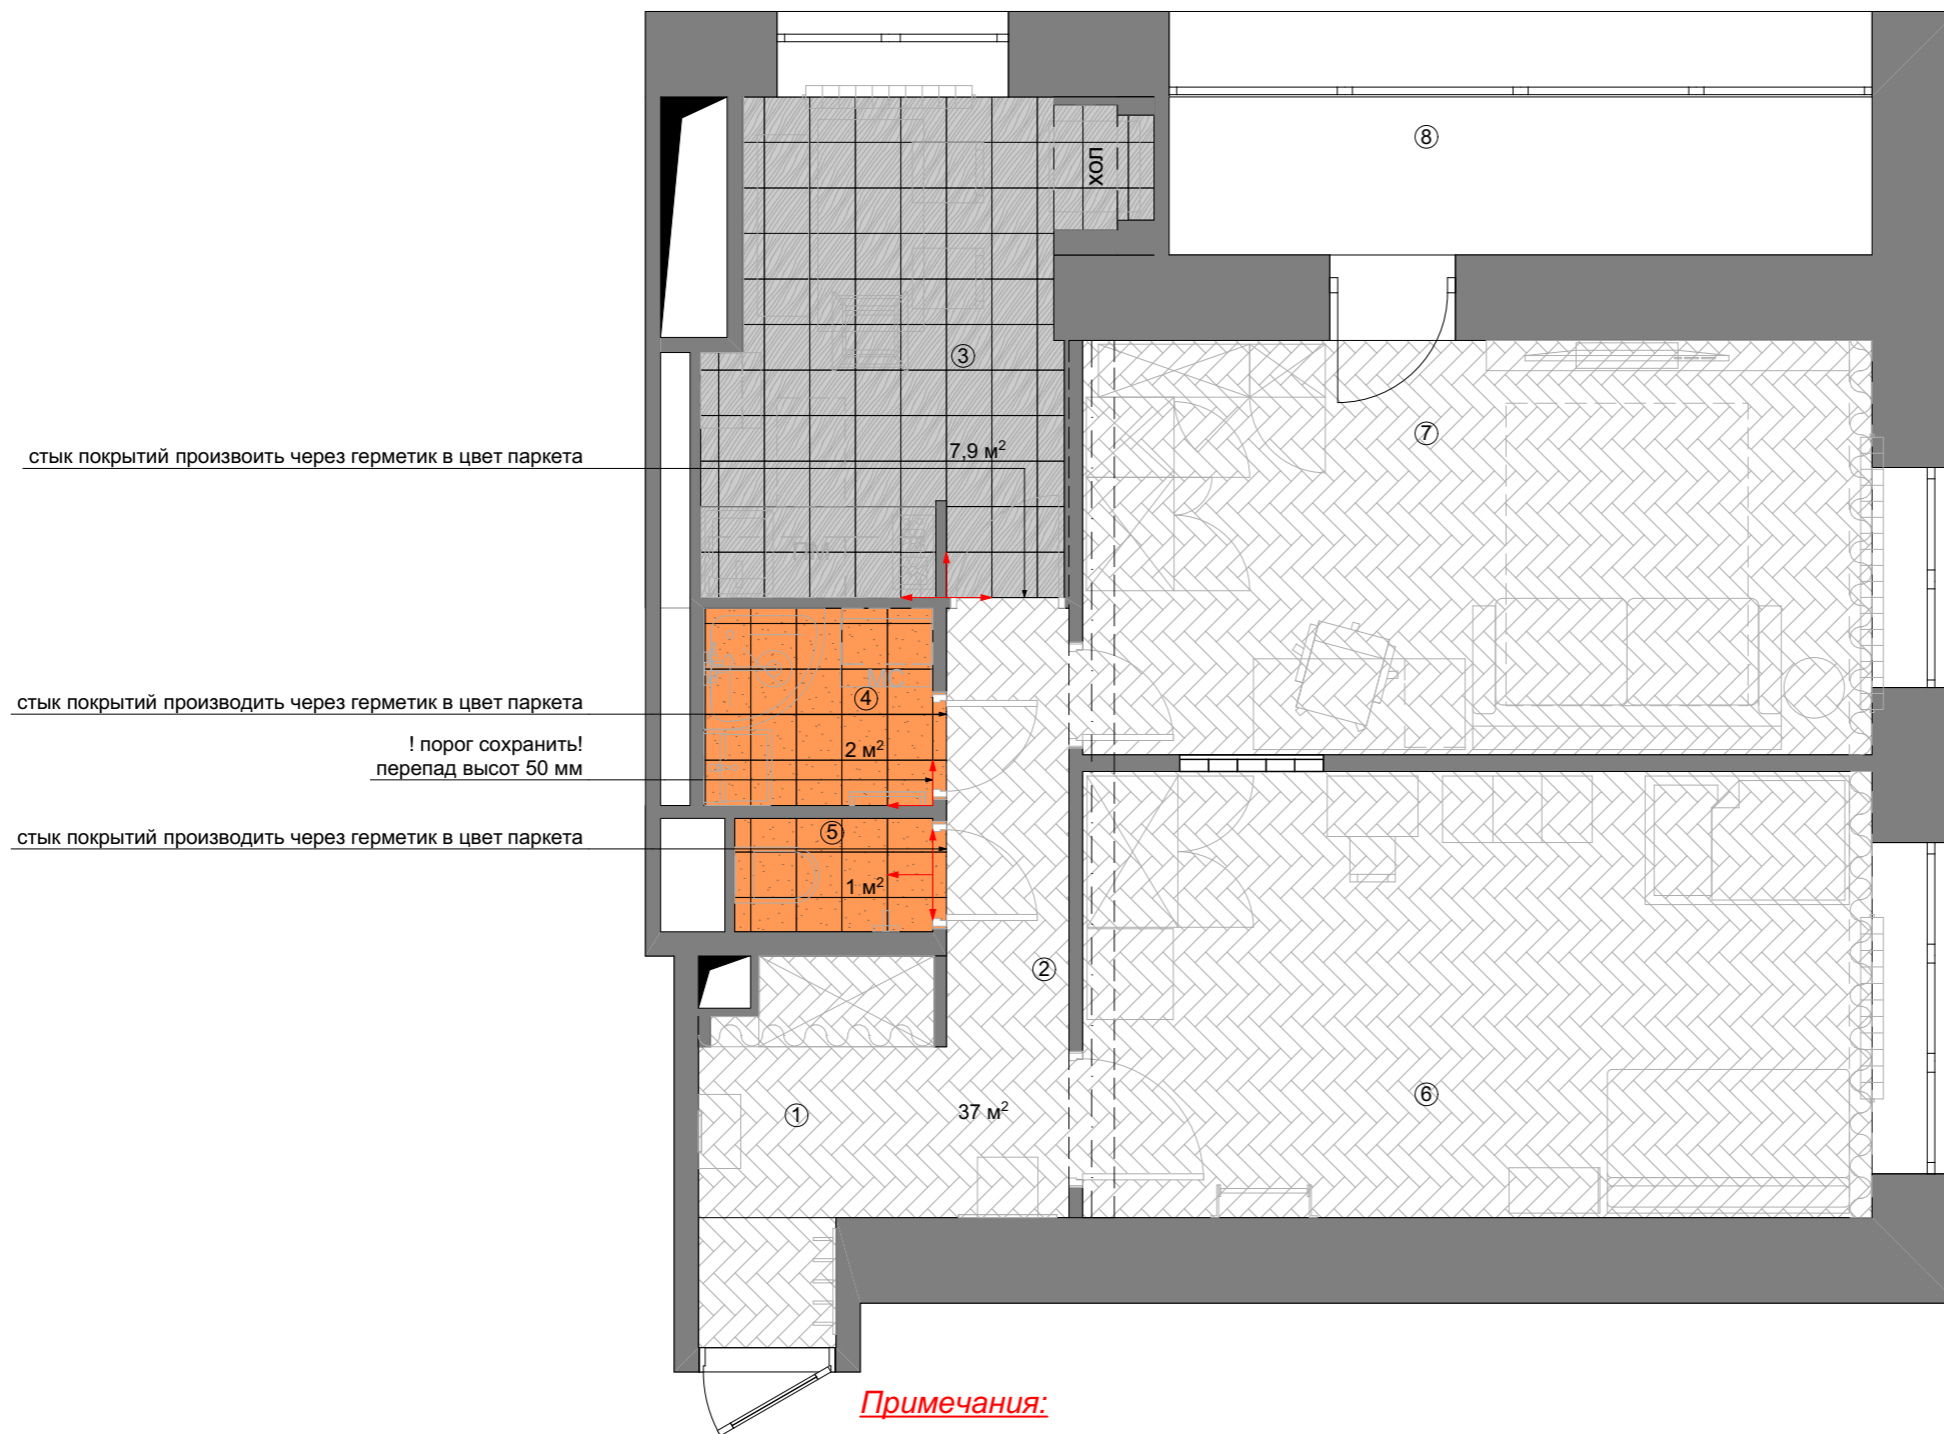 ⑧
ХОЛ
③
⑦
7,9 м²
стык покрытий произвоить через герметик в цвет паркета
ПМ
МС
④
стык покрытий производить через герметик в цвет паркета
! порог сохранить!
перепад высот 50 мм
2 м²
⑤
стык покрытий производить через герметик в цвет паркета
1 м²
②
⑥
①
37 м²
Примечания: